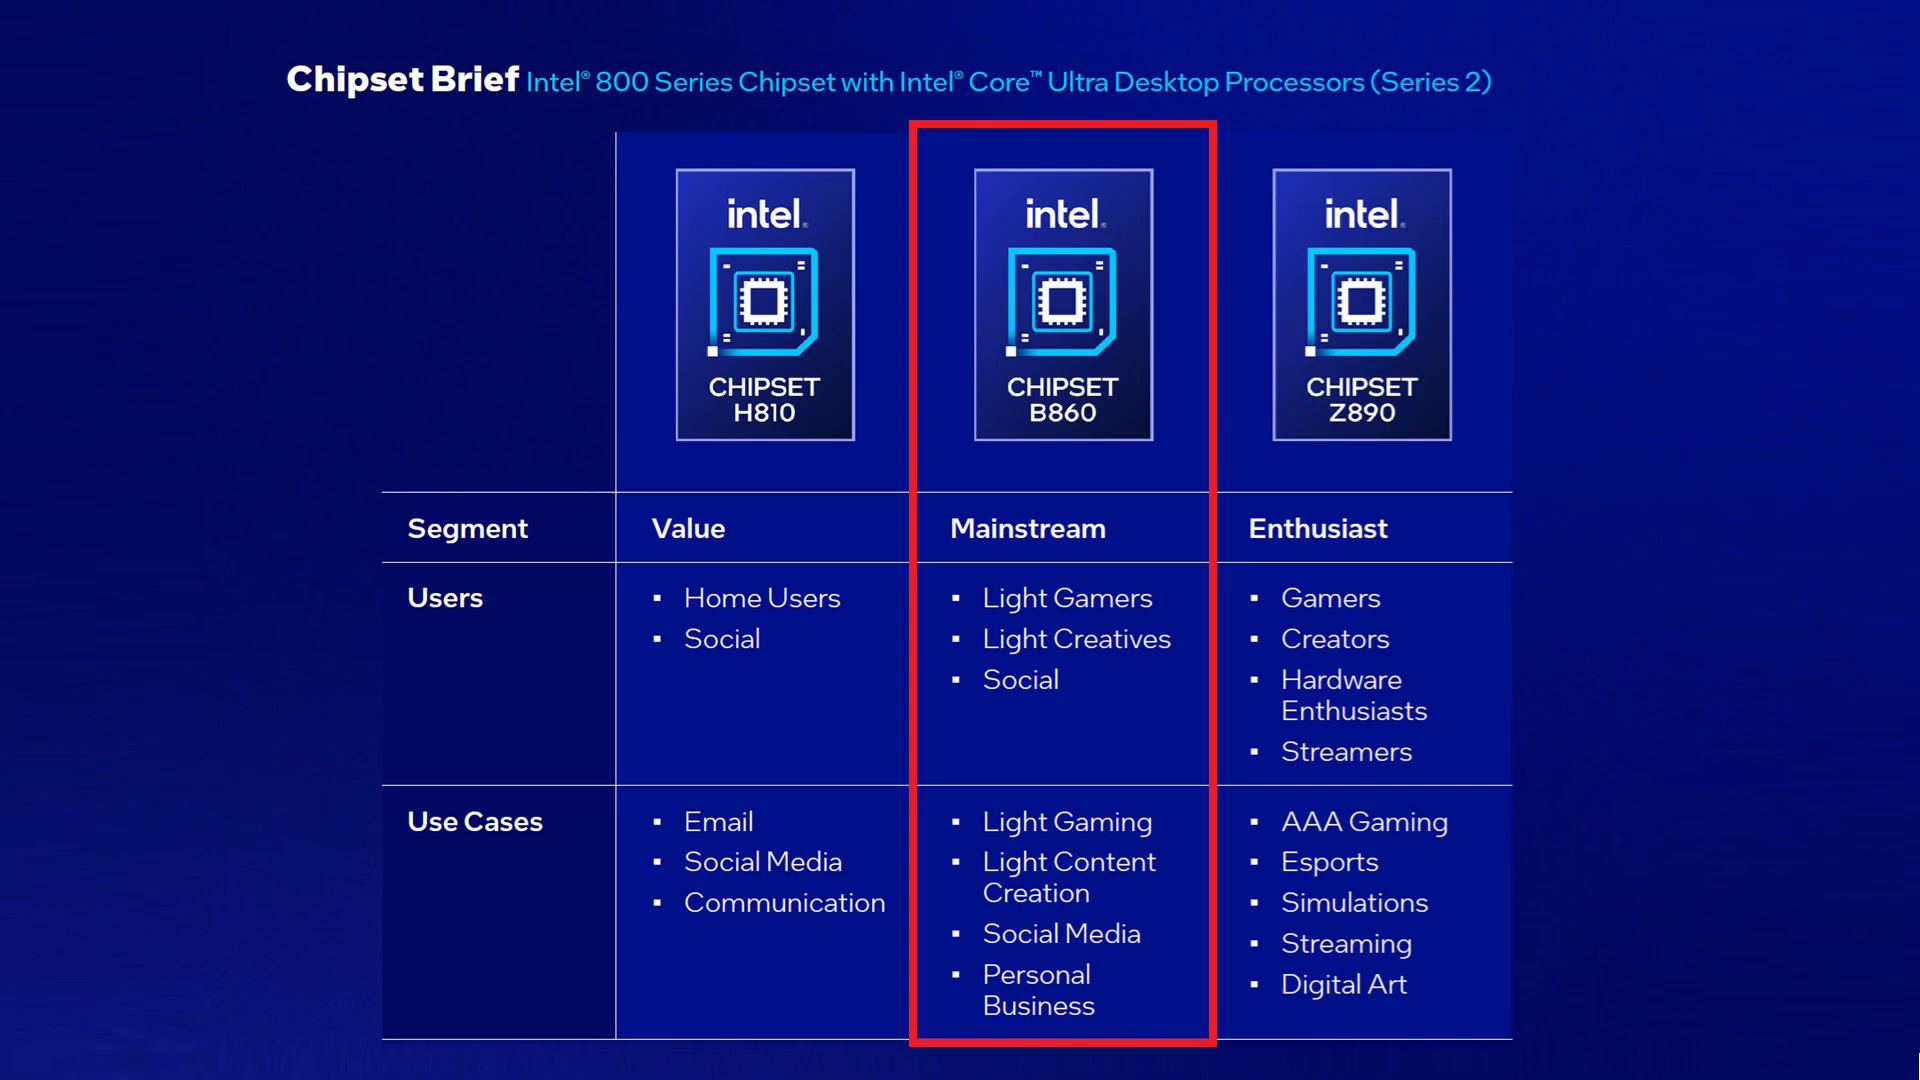 Chipset Brief Intel® 800 Series Chipset with Intel® Core™ Ultra Desktop Processors (Series 2)
intel®
CHIPSET
H810
intel®
CHIPSET
B860
intel®
CHIPSET
Z890
Segment
Value
Mainstream
Enthusiast
Users
▪ Home Users
▪ Social
▪ Light Gamers
▪ Light Creatives
▪ Social
▪ Gamers
▪ Creators
▪ Hardware
Enthusiasts
▪ Streamers
Use Cases
▪ Email
▪ Social Media
▪ Communication
▪ Light Gaming
▪ Light Content
Creation
▪ Social Media
▪ Personal
Business
▪ AAA Gaming
▪ Esports
▪ Simulations
▪ Streaming
▪ Digital Art